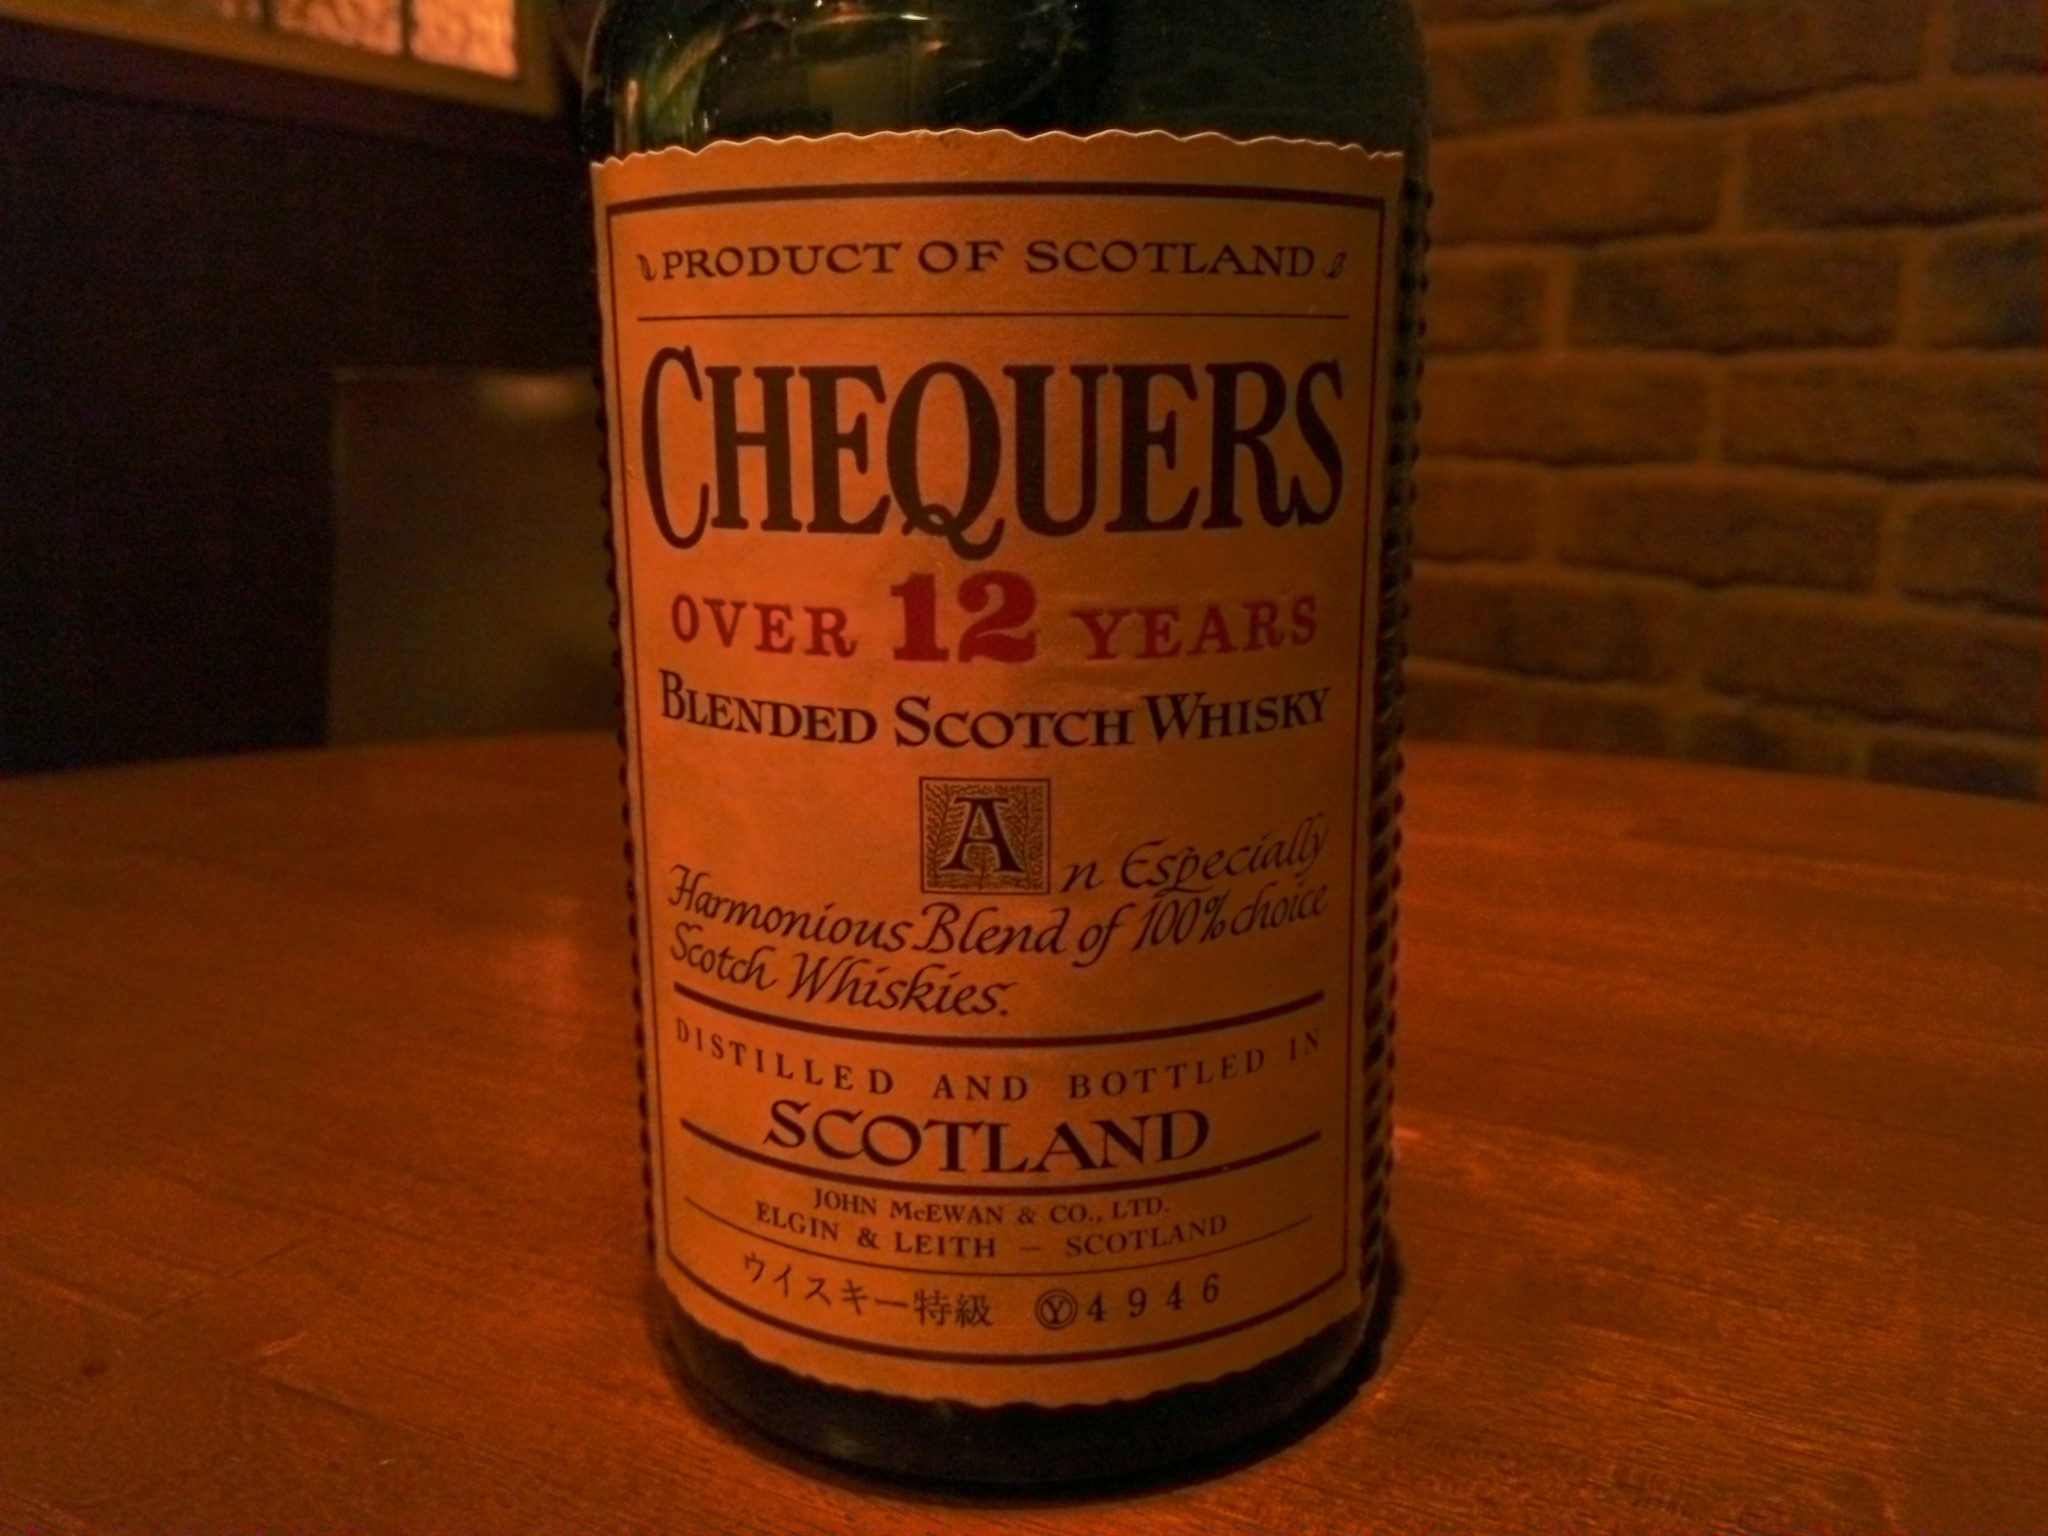 PRODUCT OF SCOTLAND
CHEQUERS
OVER 12 YEARS
BLENDED SCOTCH WHISKY
An Especially
Harmonious Blend of 100% choice
Scotch Whiskies.
DISTILLED AND BOTTLED IN
SCOTLAND
JOHN McEWAN & CO., LTD.
ELGIN & LEITH – SCOTLAND
ウイスキー特級 Ⓨ4946